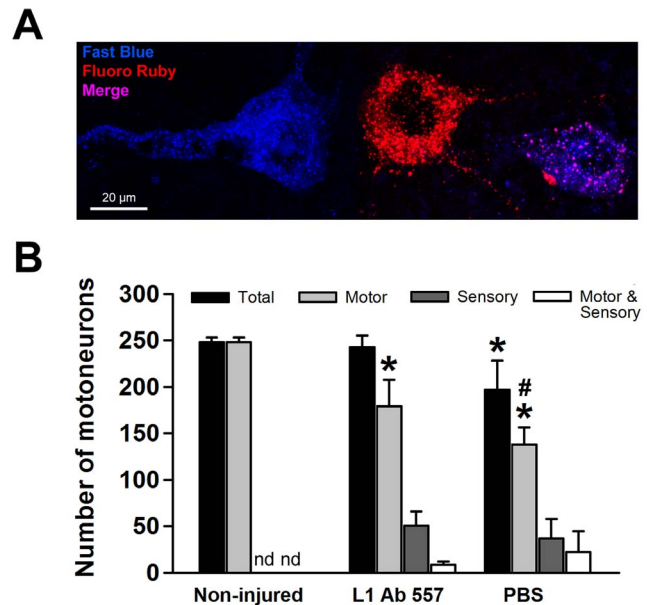 A
Fast Blue
Fluoro Ruby
Merge
20 µm
B
Number of motoneurons
300
250
200
150
100
50
0
Total
Motor
Sensory
Motor &
Sensory
nd nd
*
*
#
*
Non-injured
L1 Ab 557
PBS